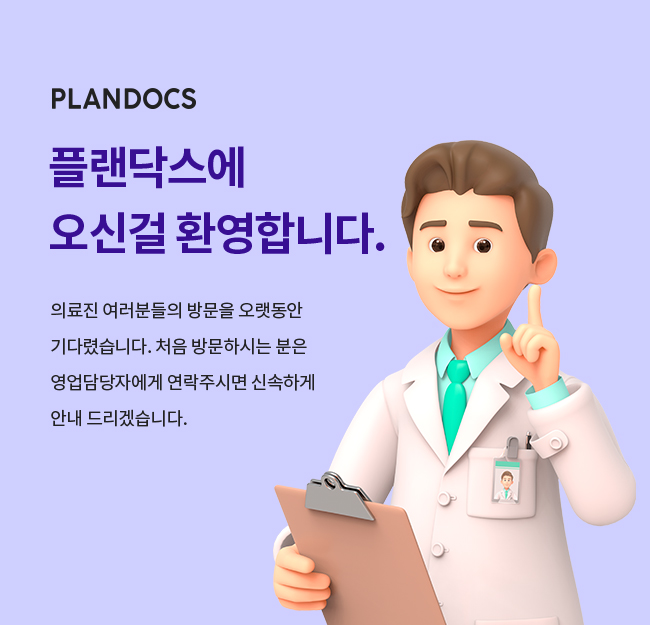 PLANDOCS
플랜닥스에
오신걸 환영합니다.
의료진 여러분들의 방문을 오랫동안
기다렸습니다. 처음 방문하시는 분은
영업담당자에게 연락주시면 신속하게
안내 드리겠습니다.